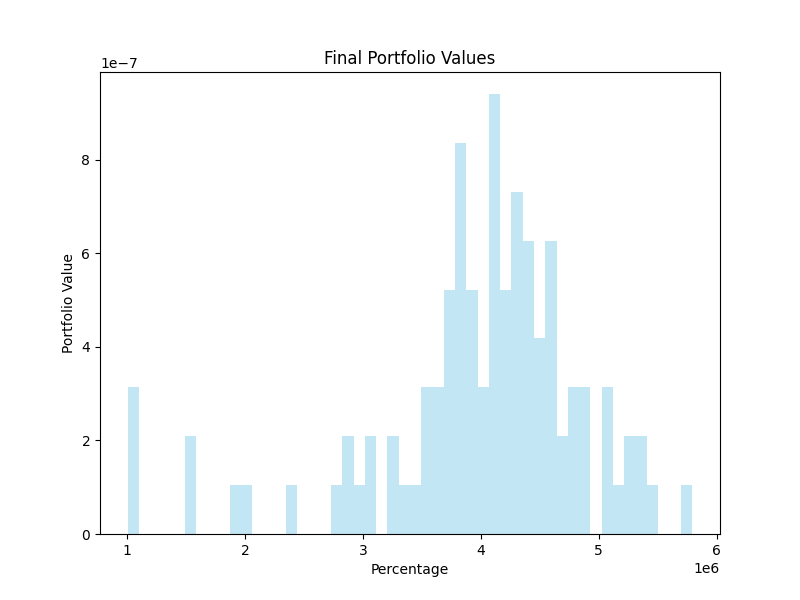 Final Portfolio Values
1e−7
8
6
4
2
0
Portfolio Value
1 2 3 4 5 6
Percentage
1e6